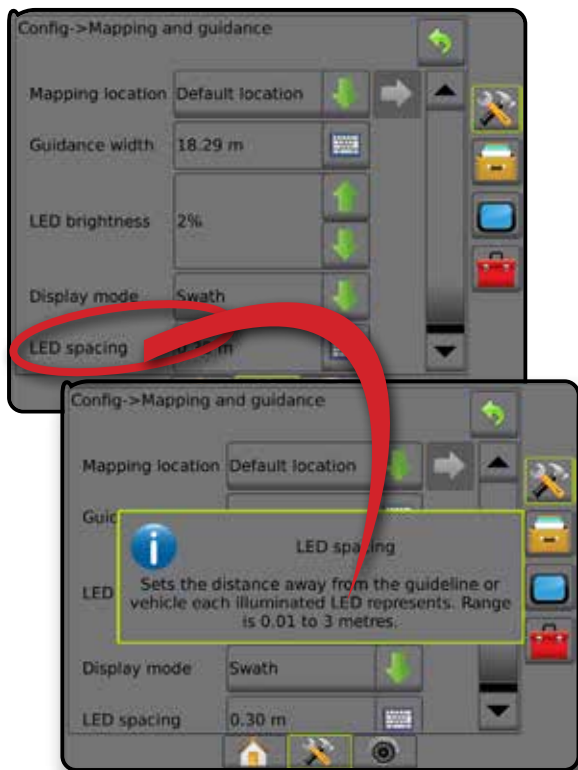 Config->Mapping and guidance
Mapping location Default location
Guidance width 18.29 m
LED brightness 2%
Display mode Swath
LED spacing m
Config->Mapping and guidance
Mapping location Default location
LED spacing
LED
Sets the distance away from the guideline or
vehicle each illuminated LED represents. Range
is 0.01 to 3 metres.
Display mode Swath
LED spacing 0.30 m